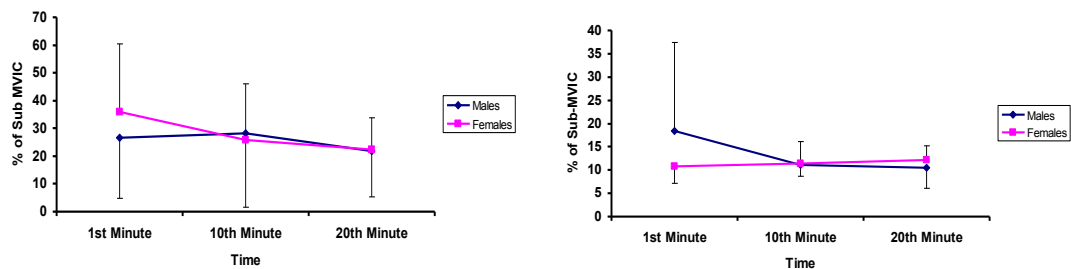 70
60
50
40
30
20
10
0
% of Sub MVIC
1st Minute 10th Minute 20th Minute
Time
Males
Females
40
35
30
25
20
15
10
5
0
% of Sub-MVIC
1st Minute 10th Minute 20th Minute
Time
Males
Females